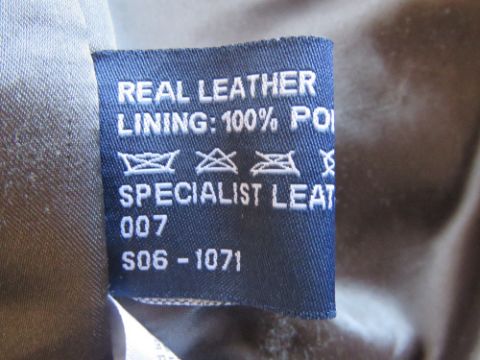 REAL LEATHER
LINING: 100% PO
SPECIALIST LEAT
007
S06-1071